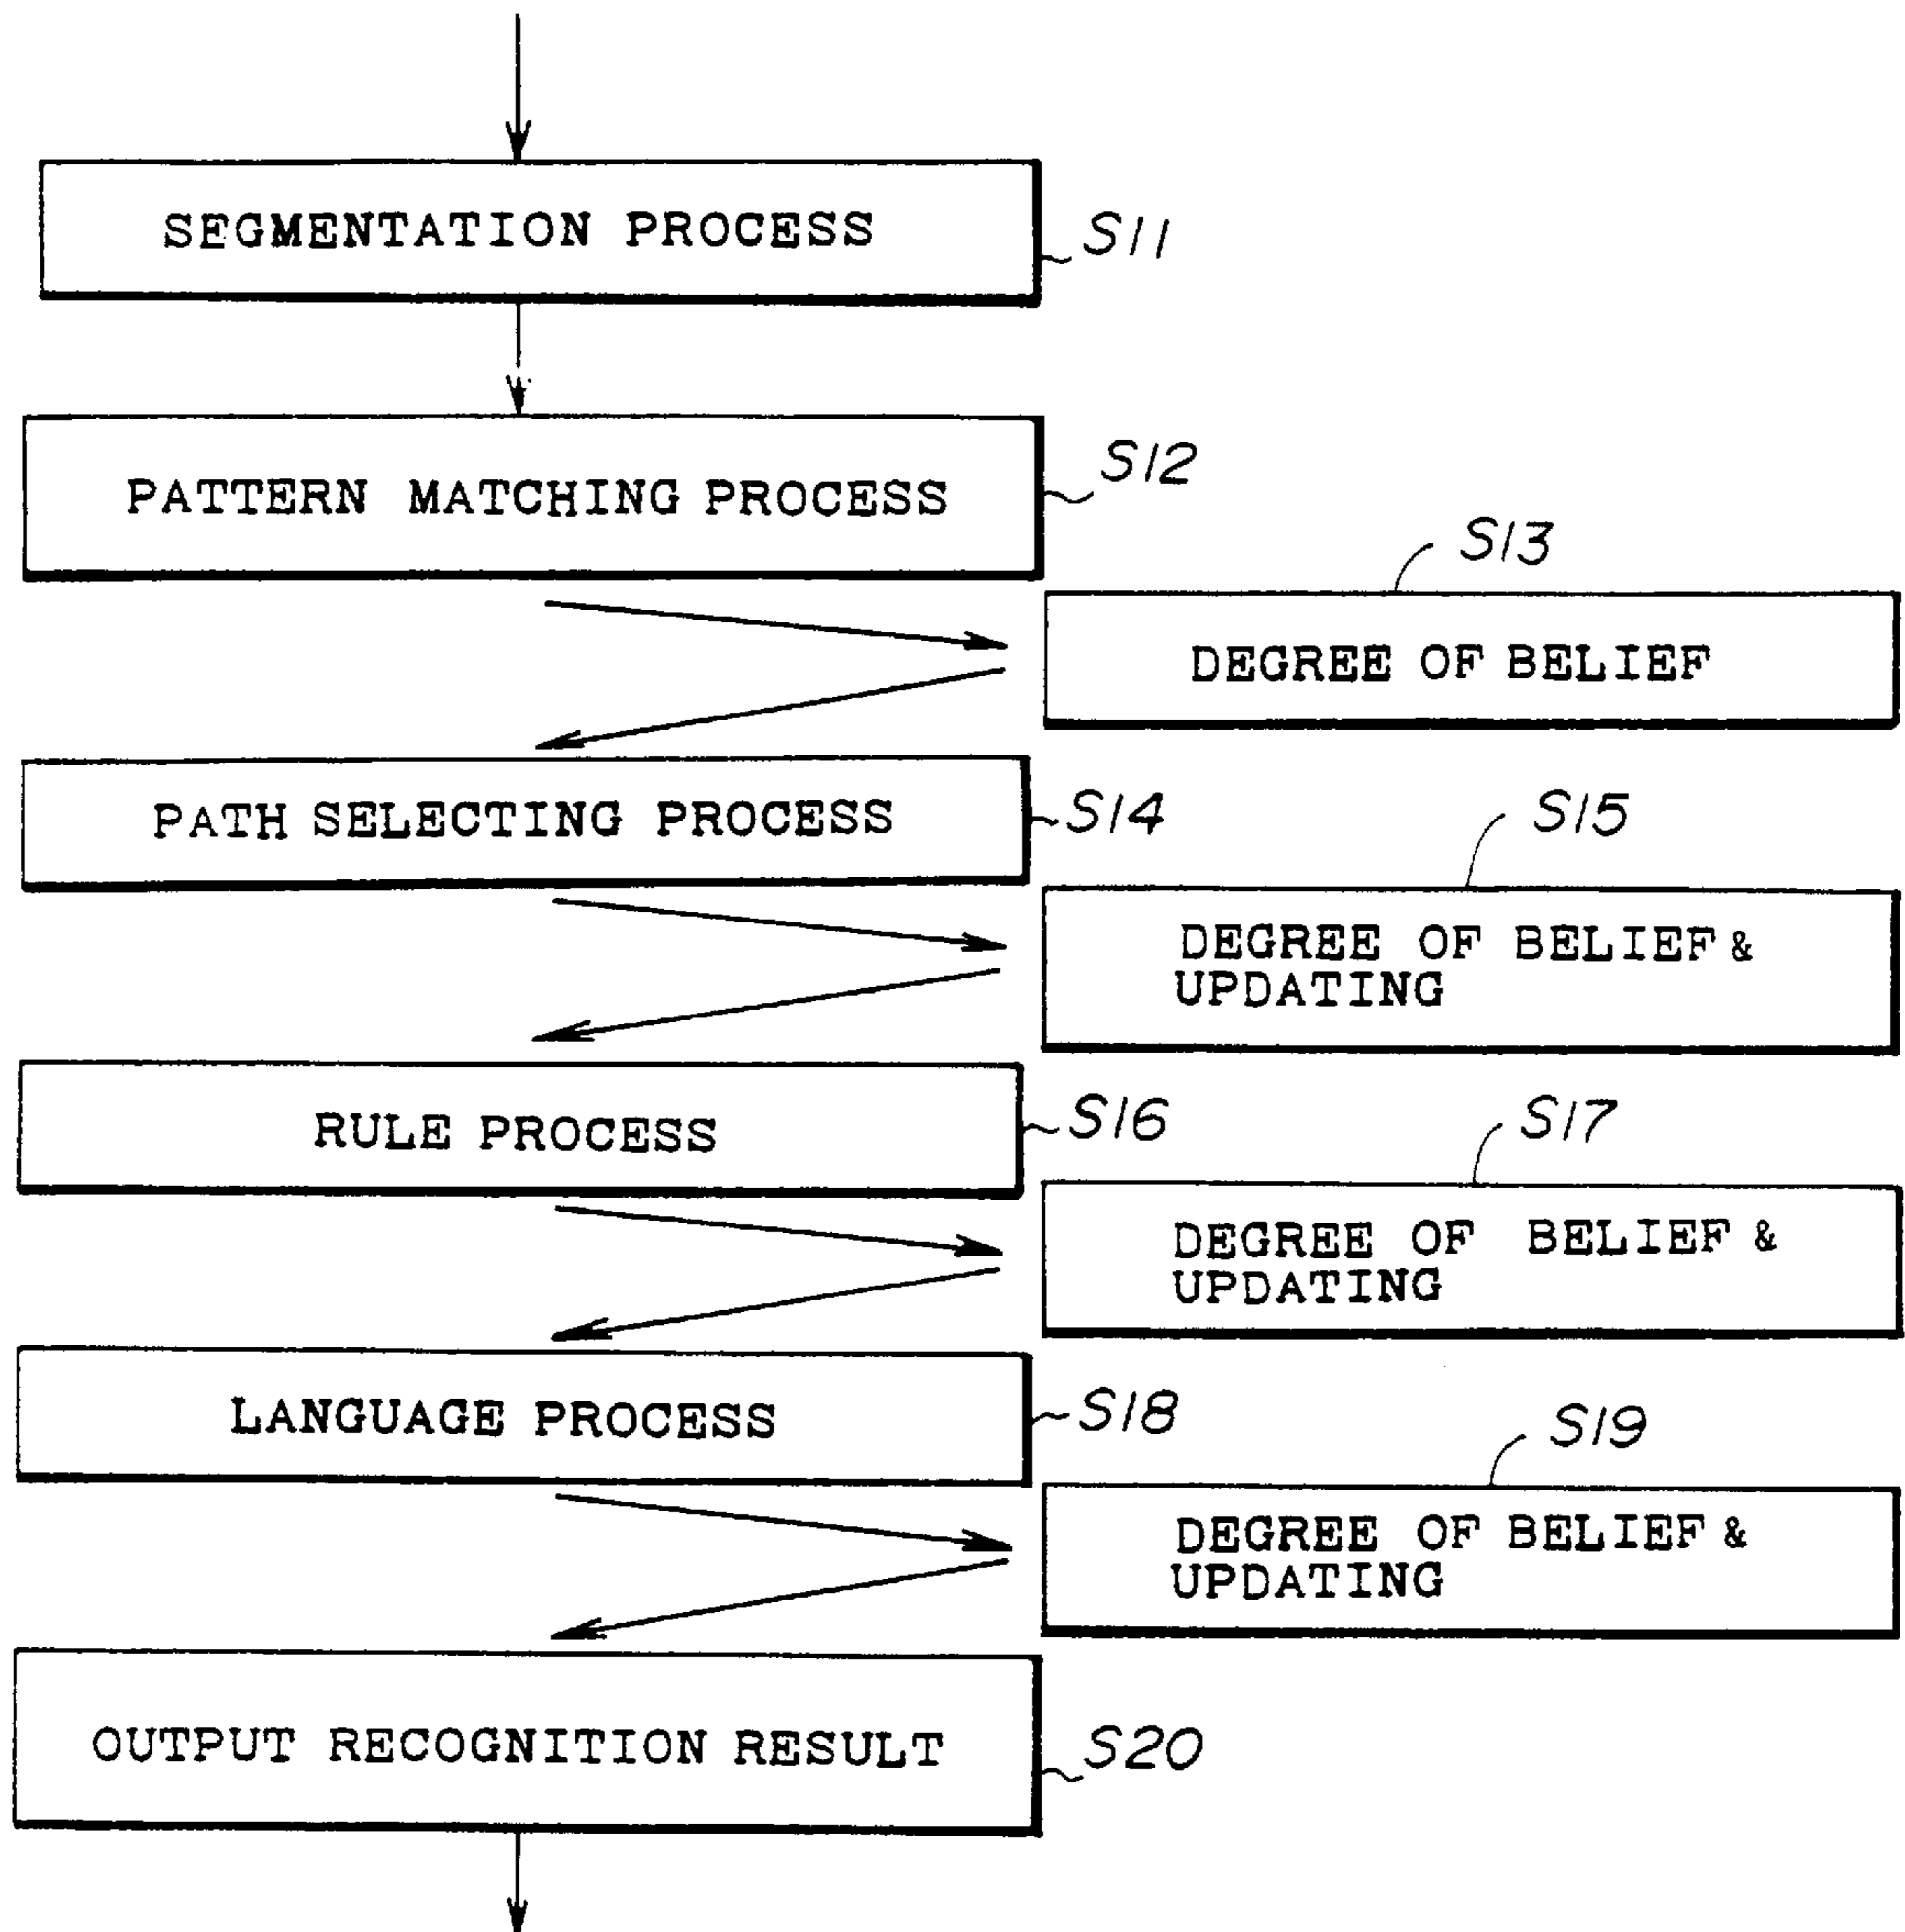 SEGMENTATION PROCESS
S11
PATTERN MATCHING PROCESS
S12
S13
DEGREE OF BELIEF
PATH SELECTING PROCESS
S14
S15
DEGREE OF BELIEF &
UPDATING
RULE PROCESS
S16
S17
DEGREE OF BELIEF &
UPDATING
LANGUAGE PROCESS
S18
S19
DEGREE OF BELIEF &
UPDATING
OUTPUT RECOGNITION RESULT
S20